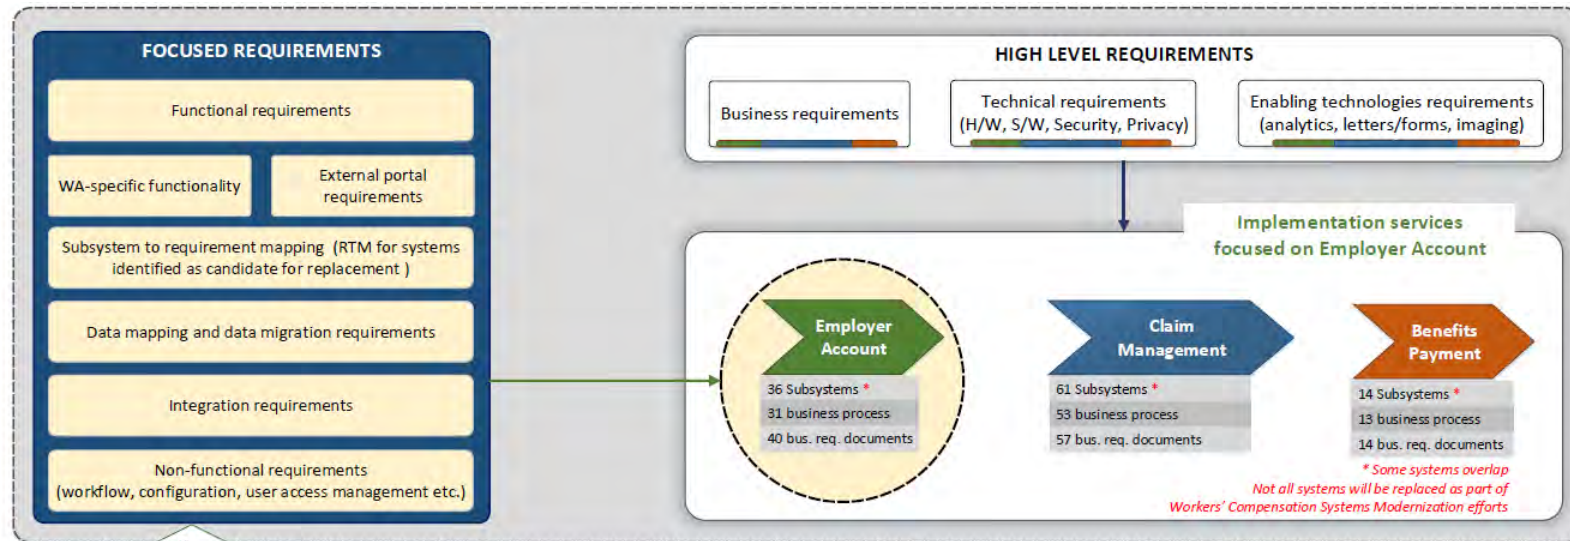 FOCUSED REQUIREMENTS
Functional requirements
WA-specific functionality
External portal
requirements
Subsystem to requirement mapping (RTM for systems
identified as candidate for replacement )
Data mapping and data migration requirements
Integration requirements
Non-functional requirements
(workflow, configuration, user access management etc.)
HIGH LEVEL REQUIREMENTS
Business requirements
Technical requirements
(H/W, S/W, Security, Privacy)
Enabling technologies requirements
(analytics, letters/forms, imaging)
Implementation services
focused on Employer Account
Employer
Account
36 Subsystems *
31 business process
40 bus. req. documents
Claim
Management
61 Subsystems *
53 business process
57 bus. req. documents
Benefits
Payment
14 Subsystems *
13 business process
14 bus. req. documents
* Some systems overlap
Not all systems will be replaced as part of
Workers' Compensation Systems Modernization efforts